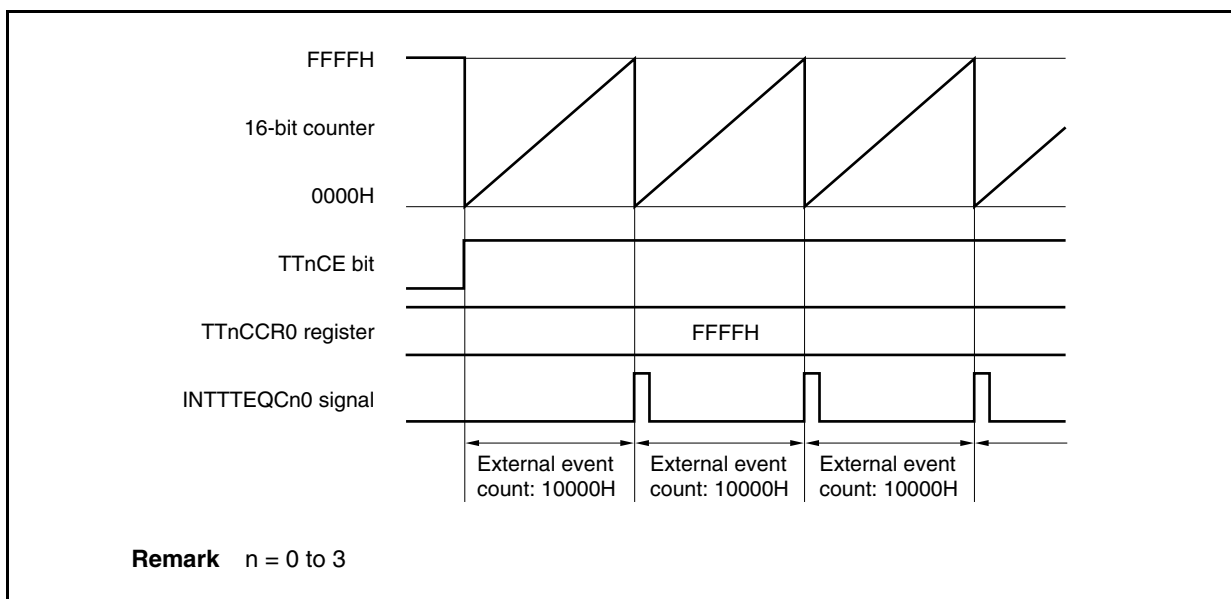 FFFFH
16-bit counter
0000H
TTnCE bit
TTnCCR0 register
FFFFH
INTTTEQCn0 signal
External event
count: 10000H
External event
count: 10000H
External event
count: 10000H
Remark n = 0 to 3